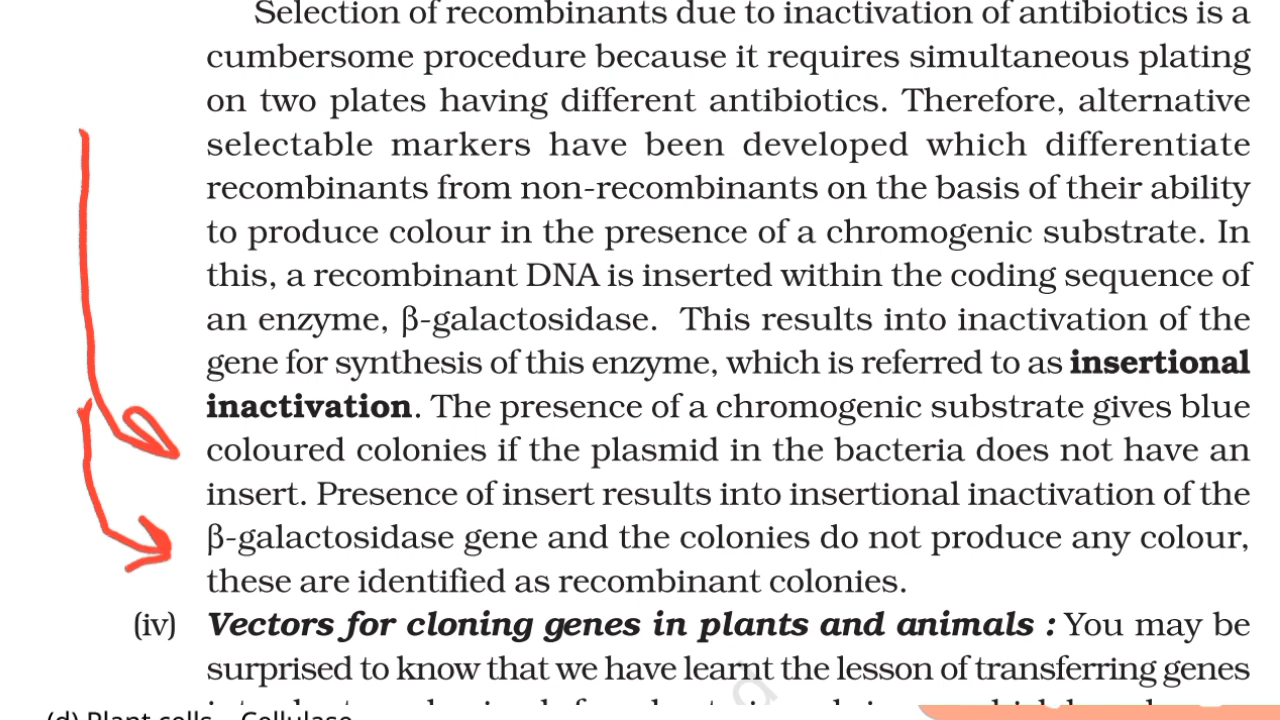 Selection of recombinants due to inactivation of antibiotics is a
cumbersome procedure because it requires simultaneous plating
on two plates having different antibiotics. Therefore, alternative
selectable markers have been developed which differentiate
recombinants from non-recombinants on the basis of their ability
to produce colour in the presence of a chromogenic substrate. In
this, a recombinant DNA is inserted within the coding sequence of
an enzyme, β-galactosidase. This results into inactivation of the
gene for synthesis of this enzyme, which is referred to as insertional
inactivation. The presence of a chromogenic substrate gives blue
coloured colonies if the plasmid in the bacteria does not have an
insert. Presence of insert results into insertional inactivation of the
β-galactosidase gene and the colonies do not produce any colour,
these are identified as recombinant colonies.
(iv) Vectors for cloning genes in plants and animals : You may be
surprised to know that we have learnt the lesson of transferring genes
(d) Plant cells – Cellulase